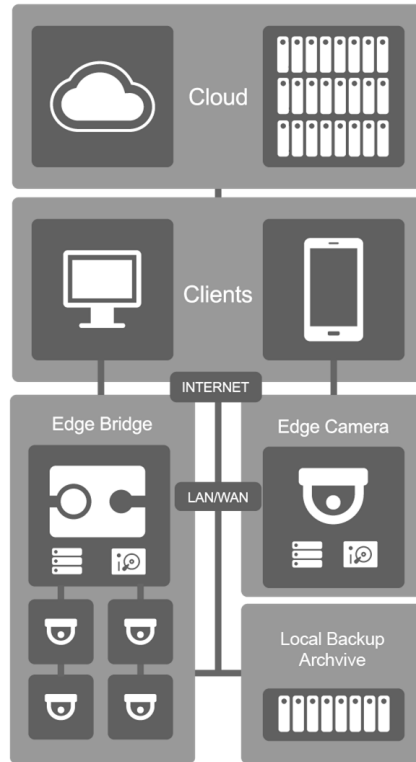 Cloud
Clients
INTERNET
Edge Bridge
Edge Camera
LAN/WAN
Local Backup
Archvive